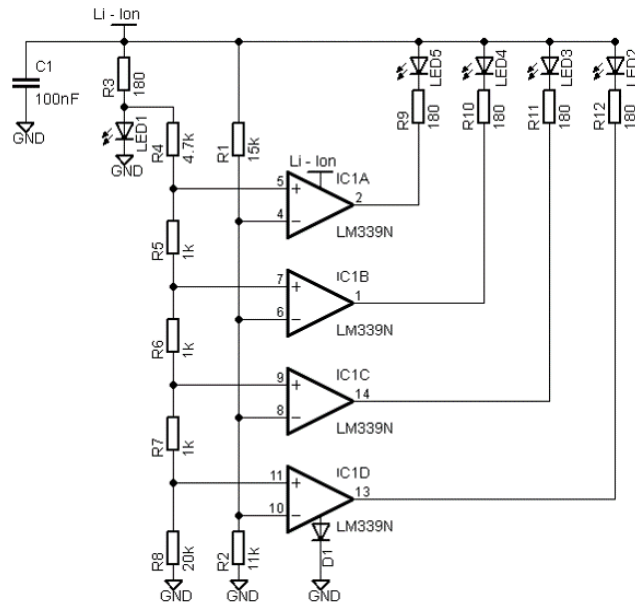 Li - Ion
C1
100nF
GND
R3
180
LED1
GND
R4
4.7k
R1
15k
LED5
LED4
LED3
LED2
R9
180
R10
180
R11
180
R12
180
Li - Ion
IC1A
5
+
4
−
2
LM339N
R5
1k
IC1B
7
+
6
−
1
LM339N
R6
1k
IC1C
9
+
8
−
14
LM339N
R7
1k
IC1D
11
+
10
−
13
LM339N
R8
20k
GND
R2
11k
GND
D1
GND